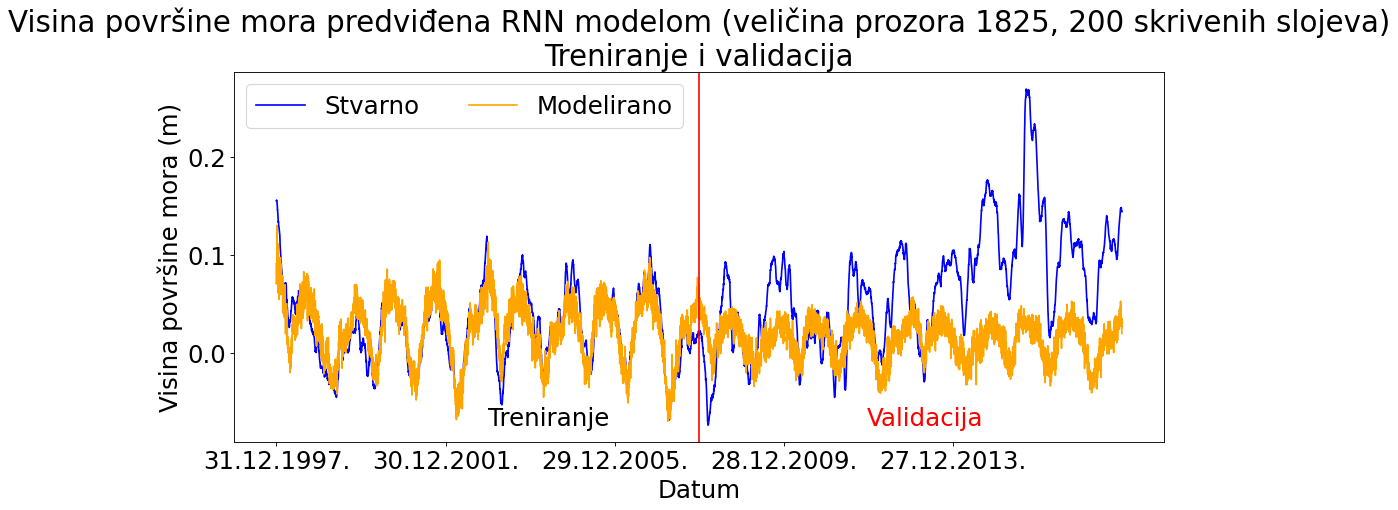 Visina površine mora predviđena RNN modelom (veličina prozora 1825, 200 skrivenih slojeva)
Treniranje i validacija
Stvarno
Modelirano
Visina površine mora (m)
0.2
0.1
0.0
Treniranje
Validacija
31.12.1997.
30.12.2001.
29.12.2005.
28.12.2009.
27.12.2013.
Datum